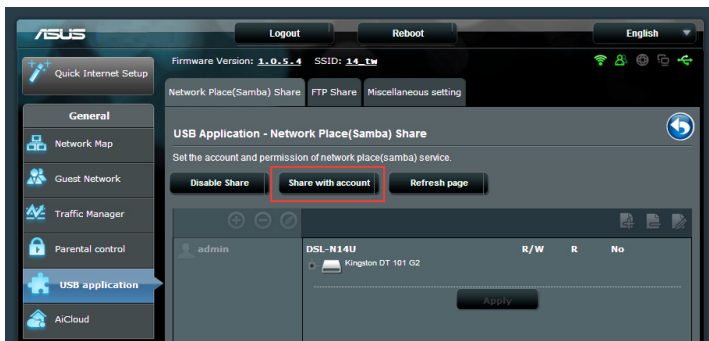 ASUS
Logout
Reboot
English
Quick Internet Setup
Firmware Version: 1.0.5.4 SSID: 14_tw
Network Place(Samba) Share
FTP Share
Miscellaneous setting
General
Network Map
Guest Network
Traffic Manager
Parental control
USB application
AiCloud
USB Application - Network Place(Samba) Share
Set the account and permission of network place(samba) service.
Disable Share
Share with account
Refresh page
admin
DSL-N14U
R/W
R
No
Kingston DT 101 G2
Apply